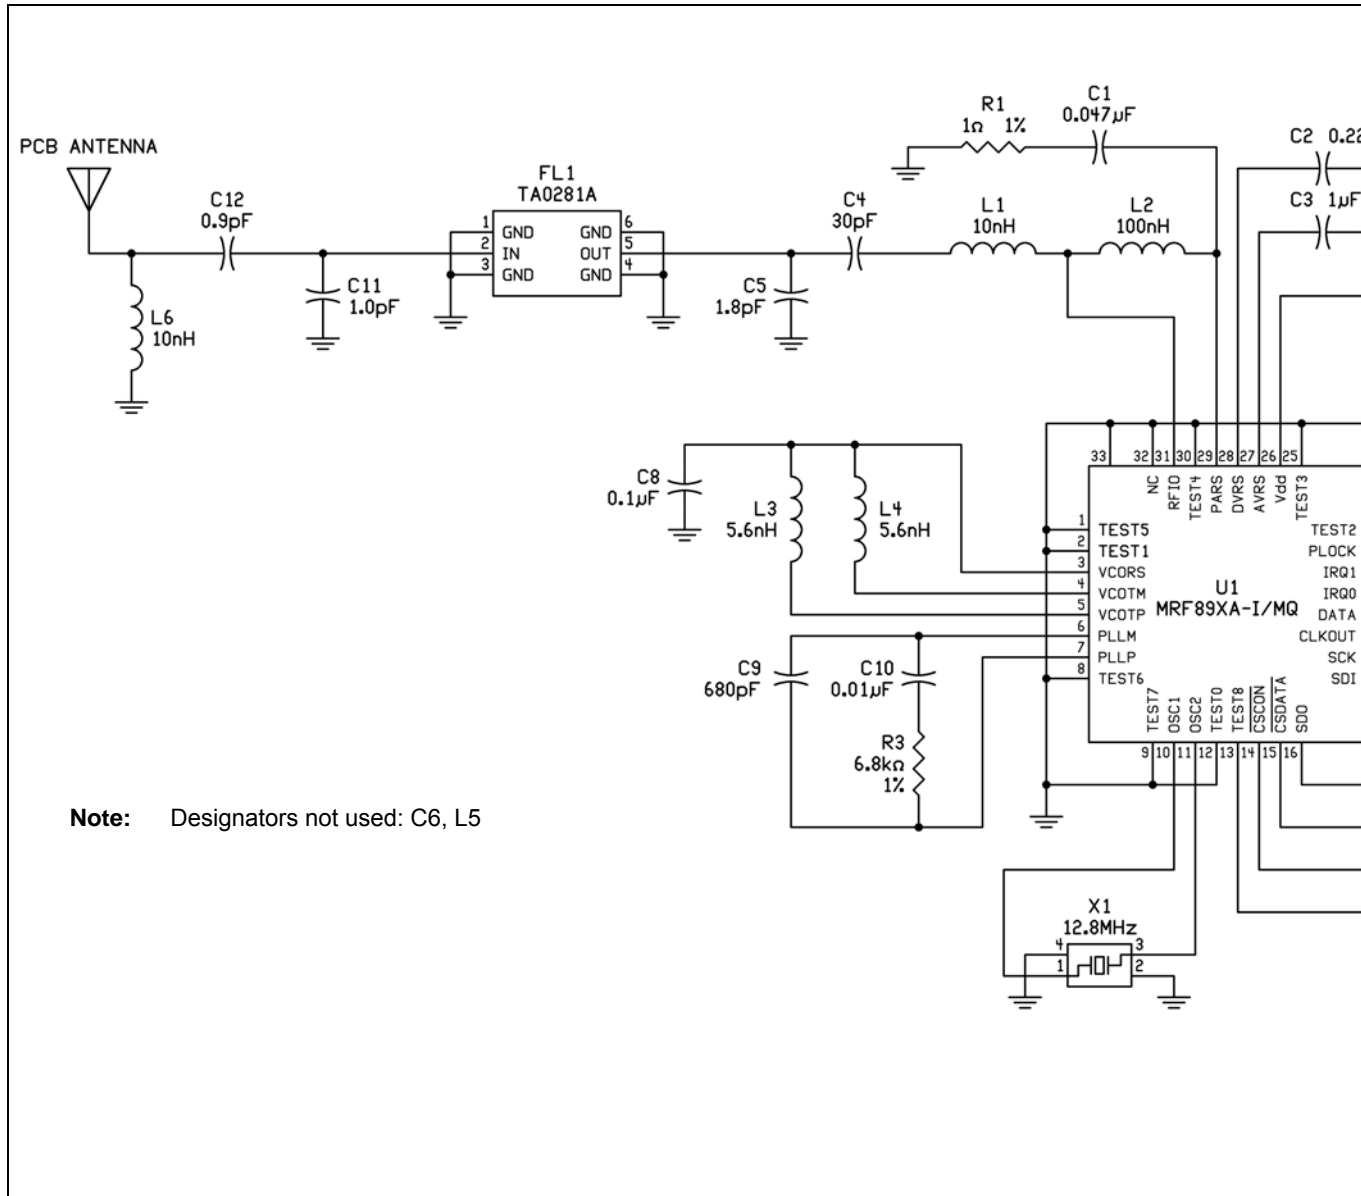 PCB ANTENNA
C12
0.9pF
L6
10nH
C11
1.0pF
FL1
TA0281A
1 GND GND 6
2 IN OUT 5
3 GND GND 4
C5
1.8pF
C4
30pF
R1
1Ω 1%
C1
0.047µF
L1
10nH
L2
100nH
C2 0.22
C3 1µF
C8
0.1µF
L3
5.6nH
L4
5.6nH
33 32 31 30 29 28 27 26 25
NC RFIO TEST4 PARS DVRS AVRS Vdd TEST3
1 TEST5
2 TEST1
3 VCORS
4 VCOTM
5 VCOTP
6 PLLM
7 PLLP
8 TEST6
U1
MRF89XA-I/MQ
TEST2
PLOCK
IRQ1
IRQ0
DATA
CLKOUT
SCK
SDI
TEST7 OSC1 OSC2 TEST0 TEST8 CSCON CSDATA SDO
9 10 11 12 13 14 15 16
C9
680pF
C10
0.01µF
R3
6.8kΩ
1%
Note: Designators not used: C6, L5
X1
12.8MHz
4 3
1 2